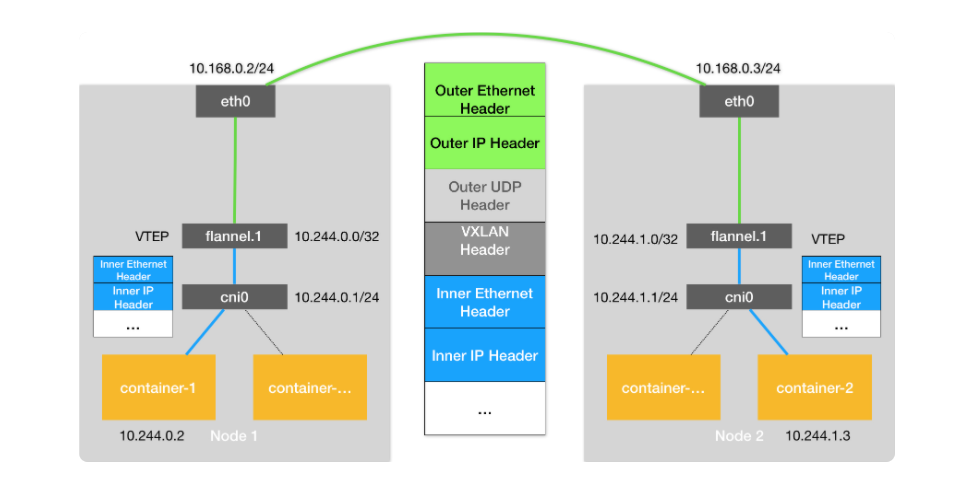 10.168.0.2/24
eth0
VTEP
flannel.1
10.244.0.0/32
Inner Ethernet
Header
Inner IP
Header
...
cni0
10.244.0.1/24
container-1
container-...
10.244.0.2
Node 1
Outer Ethernet
Header
Outer IP Header
Outer UDP
Header
VXLAN
Header
Inner Ethernet
Header
Inner IP Header
...
10.168.0.3/24
eth0
10.244.1.0/32
flannel.1
VTEP
10.244.1.1/24
cni0
Inner Ethernet
Header
Inner IP
Header
...
container-...
container-2
Node 2
10.244.1.3